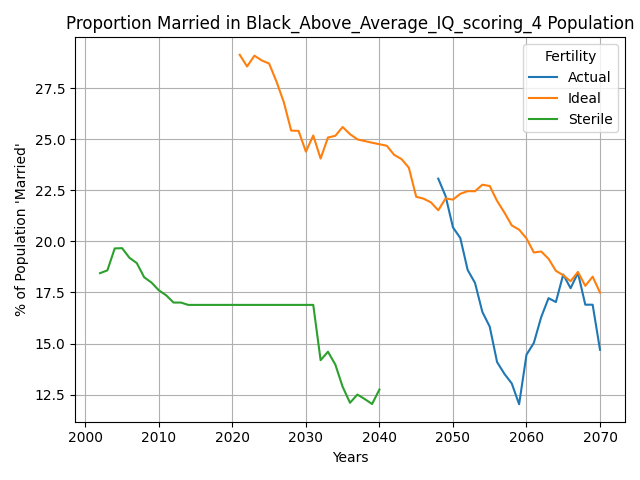 Proportion Married in Black_Above_Average_IQ_scoring_4 Population
Fertility
Actual
Ideal
Sterile
% of Population 'Married'
27.5
25.0
22.5
20.0
17.5
15.0
12.5
2000 2010 2020 2030 2040 2050 2060 2070
Years